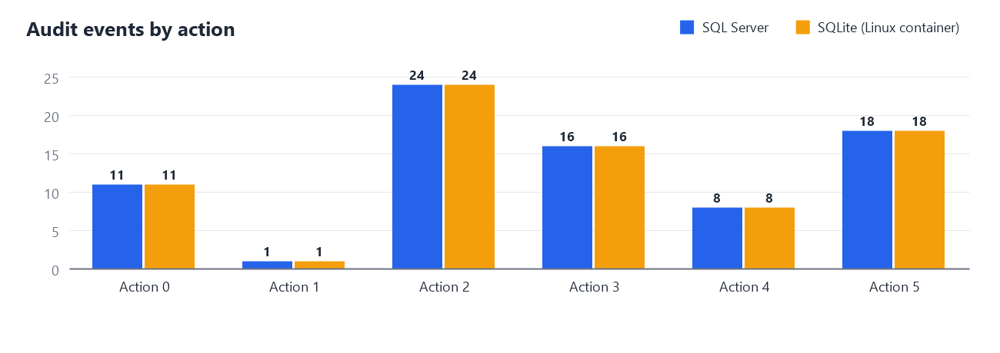 Audit events by action
SQL Server SQLite (Linux container)
25
20
15
10
5
0
11 11 1 1 24 24 16 16 8 8 18 18
Action 0 Action 1 Action 2 Action 3 Action 4 Action 5